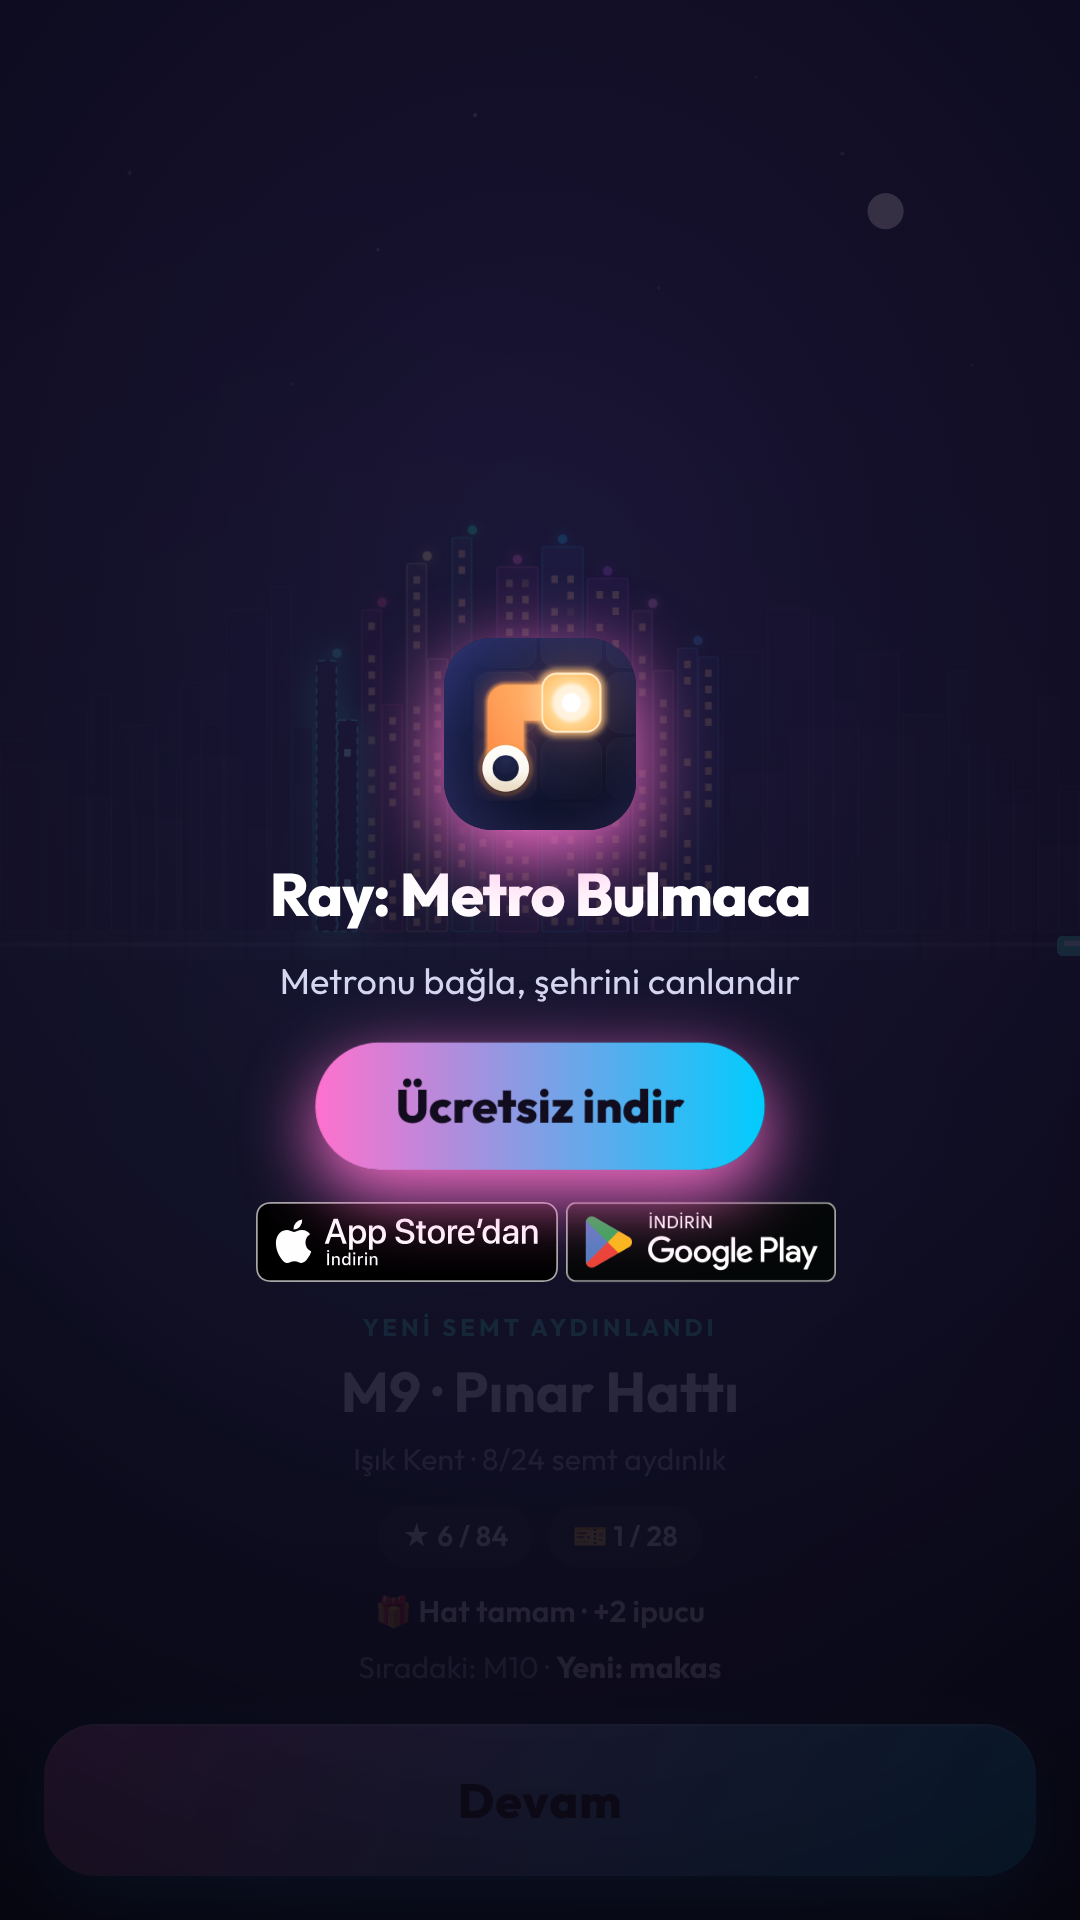 Ray: Metro Bulmaca
Metronu bağla, şehrini canlandır
Ücretsiz indir
App Store’dan
İndirin
İNDİRİN
Google Play
YENİ SEMT AYDINLANDI
M9 · Pınar Hattı
Işık Kent · 8/24 semt aydınlık
★ 6 / 84
1 / 28
Hat tamam · +2 ipucu
Sıradaki: M10 · Yeni: makas
Devam